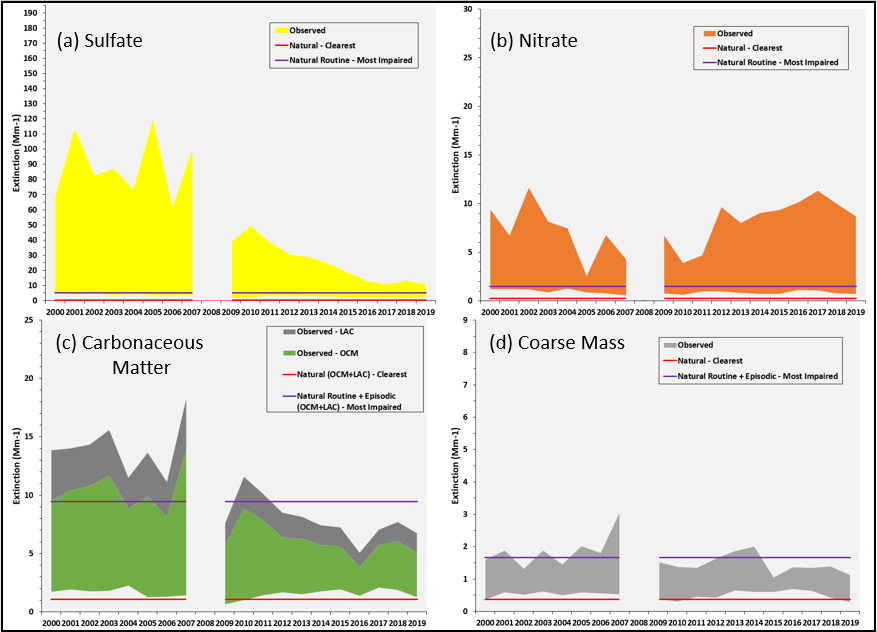 (a) Sulfate
Observed
Natural - Clearest
Natural Routine - Most Impaired
Extinction (Mm-1)
190
180
170
160
150
140
130
120
110
100
90
80
70
60
50
40
30
20
10
0
2000 2001 2002 2003 2004 2005 2006 2007 2008 2009 2010 2011 2012 2013 2014 2015 2016 2017 2018 2019
(b) Nitrate
Observed
Natural - Clearest
Natural Routine - Most Impaired
Extinction (Mm-1)
30
25
20
15
10
5
0
2000 2001 2002 2003 2004 2005 2006 2007 2008 2009 2010 2011 2012 2013 2014 2015 2016 2017 2018 2019
(c) Carbonaceous
Matter
Observed - LAC
Observed - OCM
Natural (OCM+LAC) - Clearest
Natural Routine + Episodic
(OCM+LAC) - Most Impaired
Extinction (Mm-1)
25
20
15
10
5
0
2000 2001 2002 2003 2004 2005 2006 2007 2008 2009 2010 2011 2012 2013 2014 2015 2016 2017 2018 2019
(d) Coarse Mass
Observed
Natural - Clearest
Natural Routine + Episodic - Most Impaired
Extinction (Mm-1)
9
8
7
6
5
4
3
2
1
0
2000 2001 2002 2003 2004 2005 2006 2007 2008 2009 2010 2011 2012 2013 2014 2015 2016 2017 2018 2019